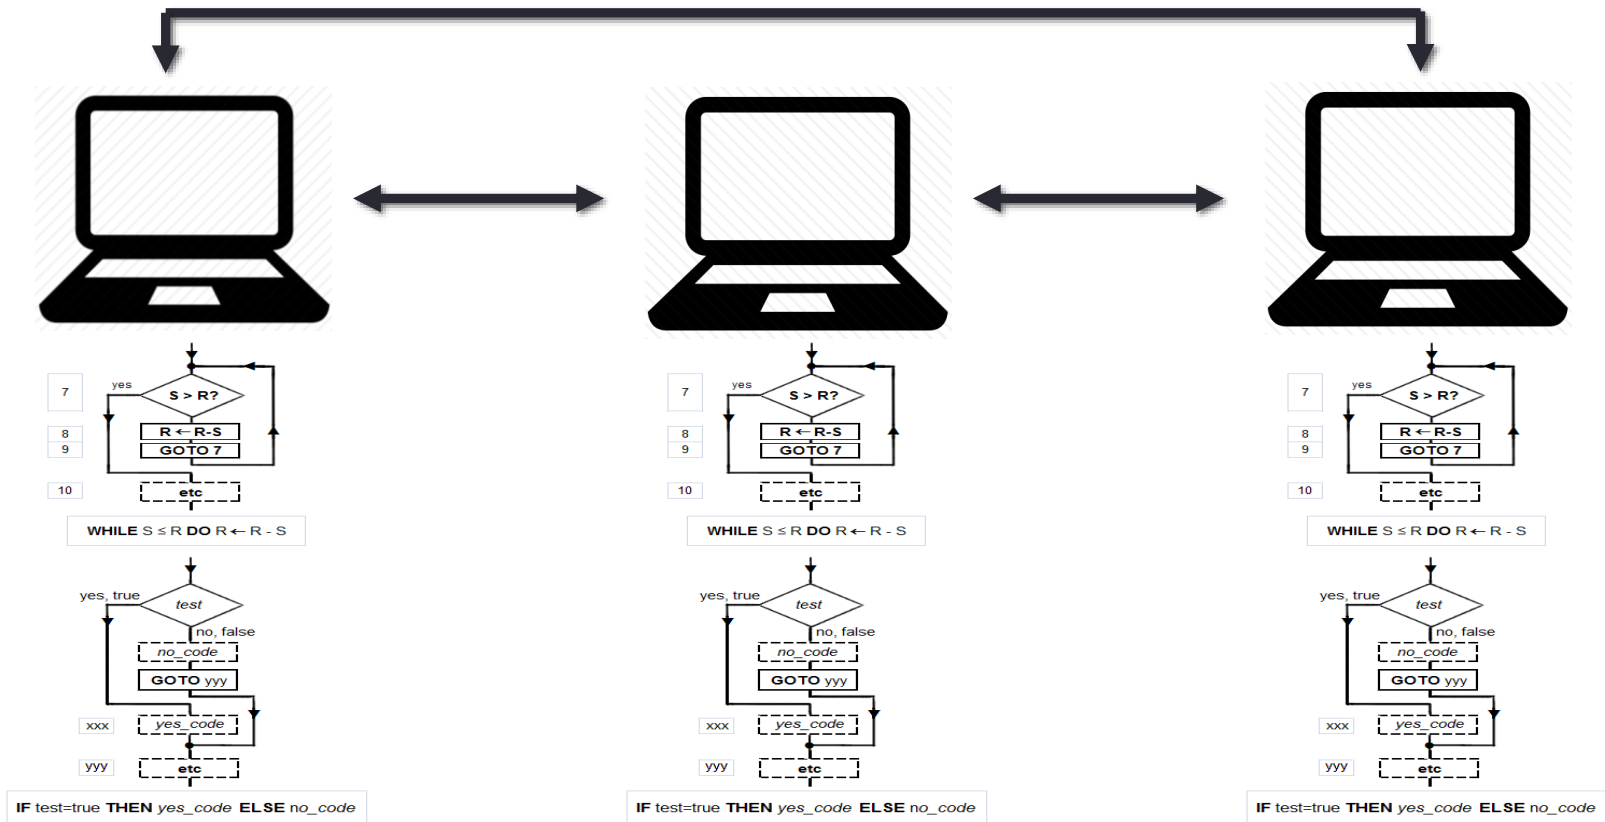 yes
7
S > R?
8
R ← R-S
9
GOTO 7
10
etc
WHILE S ≤ R DO R ← R - S
yes, true
test
no, false
no_code
GOTO yyy
xxx
yes_code
yyy
etc
IF test=true THEN yes_code ELSE no_code
yes
7
S > R?
8
R ← R-S
9
GOTO 7
10
etc
WHILE S ≤ R DO R ← R - S
yes, true
test
no, false
no_code
GOTO yyy
xxx
yes_code
yyy
etc
IF test=true THEN yes_code ELSE no_code
yes
7
S > R?
8
R ← R-S
9
GOTO 7
10
etc
WHILE S ≤ R DO R ← R - S
yes, true
test
no, false
no_code
GOTO yyy
xxx
yes_code
yyy
etc
IF test=true THEN yes_code ELSE no_code